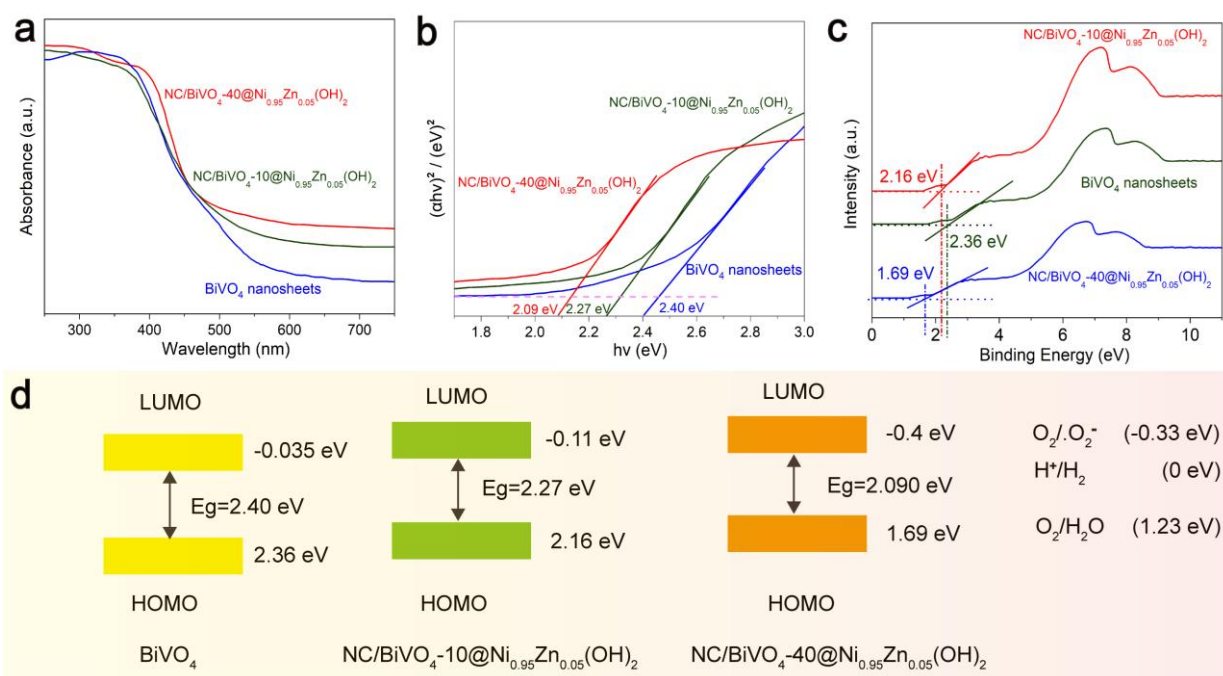 a
Absorbance (a.u.)
NC/BiVO₄-40@Ni₀.₉₅Zn₀.₀₅(OH)₂
NC/BiVO₄-10@Ni₀.₉₅Zn₀.₀₅(OH)₂
BiVO₄ nanosheets
300 400 500 600 700
Wavelength (nm)
b
(αhv)² / (eV)²
NC/BiVO₄-10@Ni₀.₉₅Zn₀.₀₅(OH)₂
NC/BiVO₄-40@Ni₀.₉₅Zn₀.₀₅(OH)₂
BiVO₄ nanosheets
2.09 eV 2.27 eV 2.40 eV
1.8 2.0 2.2 2.4 2.6 2.8 3.0
hv (eV)
c
Intensity (a.u.)
NC/BiVO₄-10@Ni₀.₉₅Zn₀.₀₅(OH)₂
2.16 eV
BiVO₄ nanosheets
2.36 eV
1.69 eV
NC/BiVO₄-40@Ni₀.₉₅Zn₀.₀₅(OH)₂
0 2 4 6 8 10
Binding Energy (eV)
d
LUMO
-0.035 eV
Eg=2.40 eV
2.36 eV
HOMO
BiVO₄
LUMO
-0.11 eV
Eg=2.27 eV
2.16 eV
HOMO
NC/BiVO₄-10@Ni₀.₉₅Zn₀.₀₅(OH)₂
LUMO
-0.4 eV
Eg=2.090 eV
1.69 eV
HOMO
NC/BiVO₄-40@Ni₀.₉₅Zn₀.₀₅(OH)₂
O₂/.O₂⁻ (-0.33 eV)
H⁺/H₂ (0 eV)
O₂/H₂O (1.23 eV)